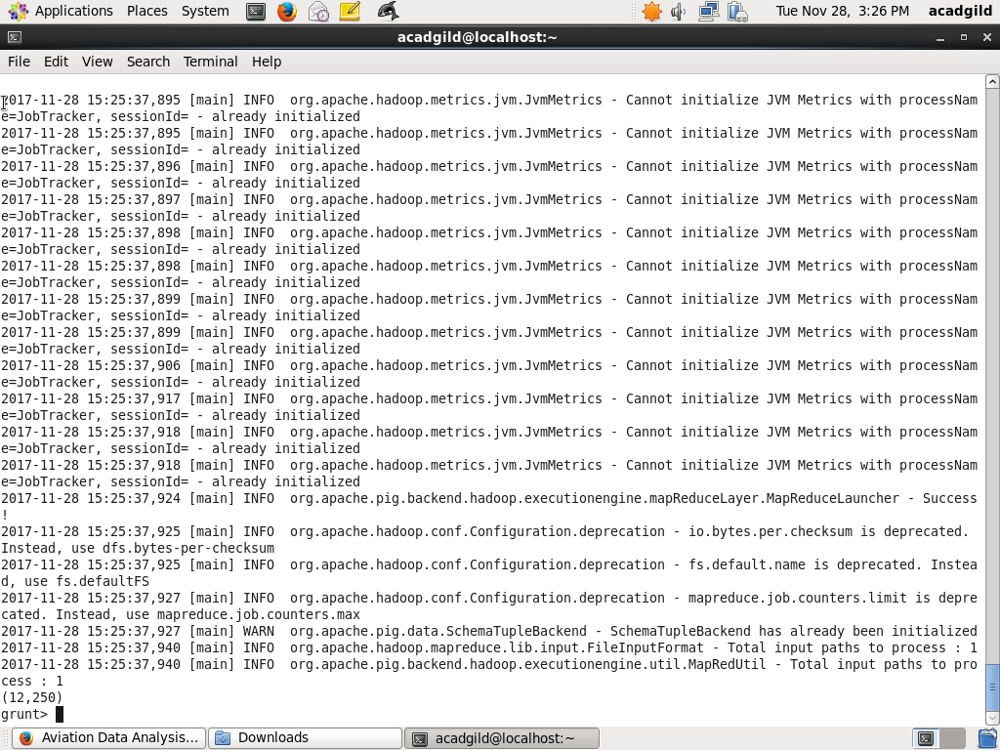 Applications Places System Tue Nov 28, 3:26 PM acadgild
acadgild@localhost:~
File Edit View Search Terminal Help
2017-11-28 15:25:37,895 [main] INFO  org.apache.hadoop.metrics.jvm.JvmMetrics - Cannot initialize JVM Metrics with processNam
e=JobTracker, sessionId= - already initialized
2017-11-28 15:25:37,895 [main] INFO  org.apache.hadoop.metrics.jvm.JvmMetrics - Cannot initialize JVM Metrics with processNam
e=JobTracker, sessionId= - already initialized
2017-11-28 15:25:37,896 [main] INFO  org.apache.hadoop.metrics.jvm.JvmMetrics - Cannot initialize JVM Metrics with processNam
e=JobTracker, sessionId= - already initialized
2017-11-28 15:25:37,897 [main] INFO  org.apache.hadoop.metrics.jvm.JvmMetrics - Cannot initialize JVM Metrics with processNam
e=JobTracker, sessionId= - already initialized
2017-11-28 15:25:37,898 [main] INFO  org.apache.hadoop.metrics.jvm.JvmMetrics - Cannot initialize JVM Metrics with processNam
e=JobTracker, sessionId= - already initialized
2017-11-28 15:25:37,898 [main] INFO  org.apache.hadoop.metrics.jvm.JvmMetrics - Cannot initialize JVM Metrics with processNam
e=JobTracker, sessionId= - already initialized
2017-11-28 15:25:37,899 [main] INFO  org.apache.hadoop.metrics.jvm.JvmMetrics - Cannot initialize JVM Metrics with processNam
e=JobTracker, sessionId= - already initialized
2017-11-28 15:25:37,899 [main] INFO  org.apache.hadoop.metrics.jvm.JvmMetrics - Cannot initialize JVM Metrics with processNam
e=JobTracker, sessionId= - already initialized
2017-11-28 15:25:37,906 [main] INFO  org.apache.hadoop.metrics.jvm.JvmMetrics - Cannot initialize JVM Metrics with processNam
e=JobTracker, sessionId= - already initialized
2017-11-28 15:25:37,917 [main] INFO  org.apache.hadoop.metrics.jvm.JvmMetrics - Cannot initialize JVM Metrics with processNam
e=JobTracker, sessionId= - already initialized
2017-11-28 15:25:37,918 [main] INFO  org.apache.hadoop.metrics.jvm.JvmMetrics - Cannot initialize JVM Metrics with processNam
e=JobTracker, sessionId= - already initialized
2017-11-28 15:25:37,918 [main] INFO  org.apache.hadoop.metrics.jvm.JvmMetrics - Cannot initialize JVM Metrics with processNam
e=JobTracker, sessionId= - already initialized
2017-11-28 15:25:37,924 [main] INFO  org.apache.pig.backend.hadoop.executionengine.mapReduceLayer.MapReduceLauncher - Success
!
2017-11-28 15:25:37,925 [main] INFO  org.apache.hadoop.conf.Configuration.deprecation - io.bytes.per.checksum is deprecated.
Instead, use dfs.bytes-per-checksum
2017-11-28 15:25:37,925 [main] INFO  org.apache.hadoop.conf.Configuration.deprecation - fs.default.name is deprecated. Instea
d, use fs.defaultFS
2017-11-28 15:25:37,927 [main] INFO  org.apache.hadoop.conf.Configuration.deprecation - mapreduce.job.counters.limit is depre
cated. Instead, use mapreduce.job.counters.max
2017-11-28 15:25:37,927 [main] WARN  org.apache.pig.data.SchemaTupleBackend - SchemaTupleBackend has already been initialized
2017-11-28 15:25:37,940 [main] INFO  org.apache.hadoop.mapreduce.lib.input.FileInputFormat - Total input paths to process : 1
2017-11-28 15:25:37,940 [main] INFO  org.apache.pig.backend.hadoop.executionengine.util.MapRedUtil - Total input paths to pro
cess : 1
(12,250)
grunt>
Aviation Data Analysis... Downloads acadgild@localhost:~